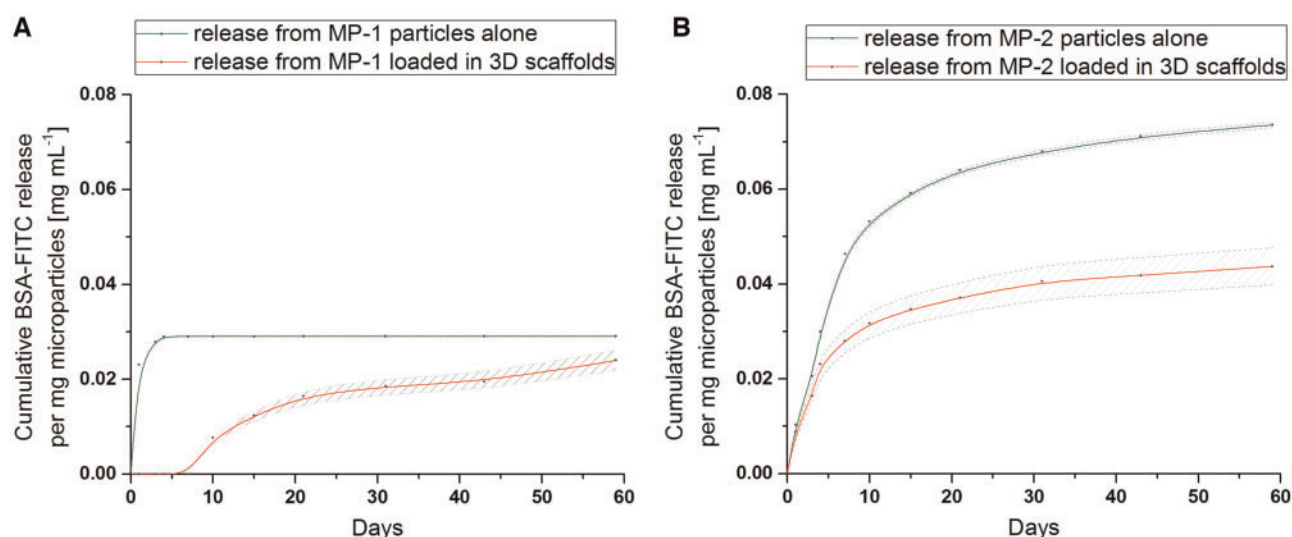 A
release from MP-1 particles alone
release from MP-1 loaded in 3D scaffolds
0.08
0.06
0.04
0.02
0.00
0
10
20
30
40
50
60
Cumulative BSA-FITC release
per mg microparticles [mg mL⁻¹]
Days
B
release from MP-2 particles alone
release from MP-2 loaded in 3D scaffolds
0.08
0.06
0.04
0.02
0.00
0
10
20
30
40
50
60
Cumulative BSA-FITC release
per mg microparticles [mg mL⁻¹]
Days